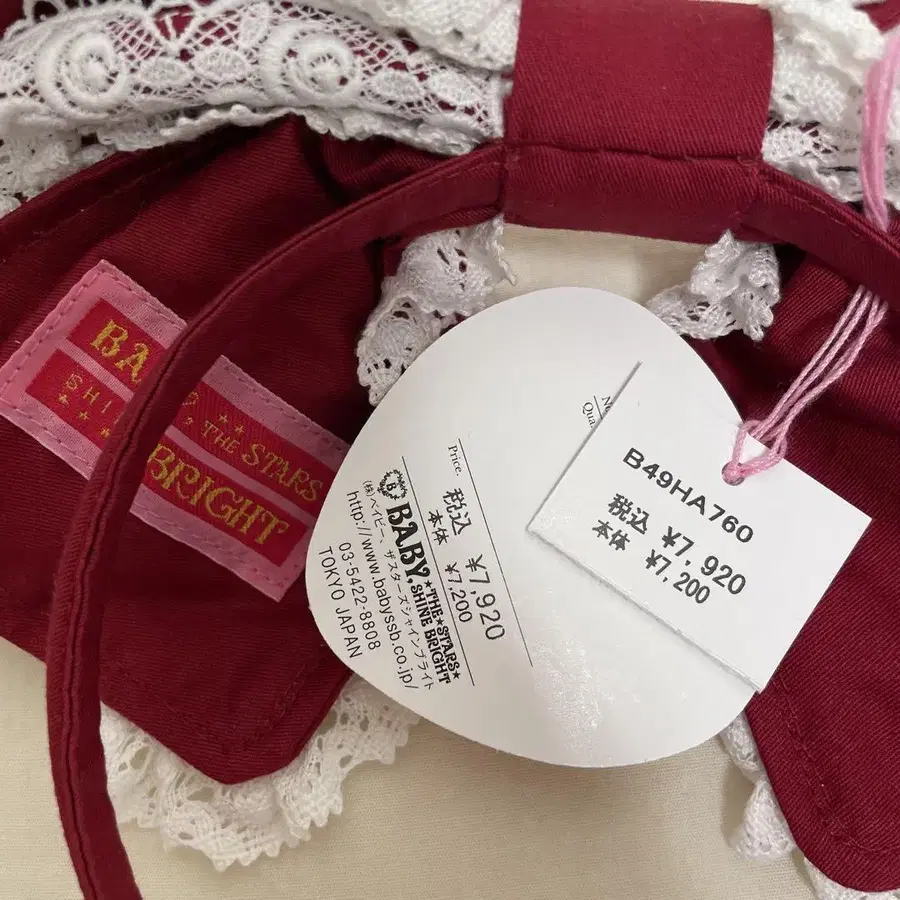 BA
SHI
, THE STARS
BRIGHT
No
Qua
Price.
税込 ¥7,920
本体 ¥7,200
B
BABY, THE★STARS★
SHINE BRIGHT
(株)ベイビー、ザスターズシャインブライト
http://www.babyssb.co.jp/
03-5422-8808
TOKYO JAPAN
B49HA760
税込 ¥7,920
本体 ¥7,200